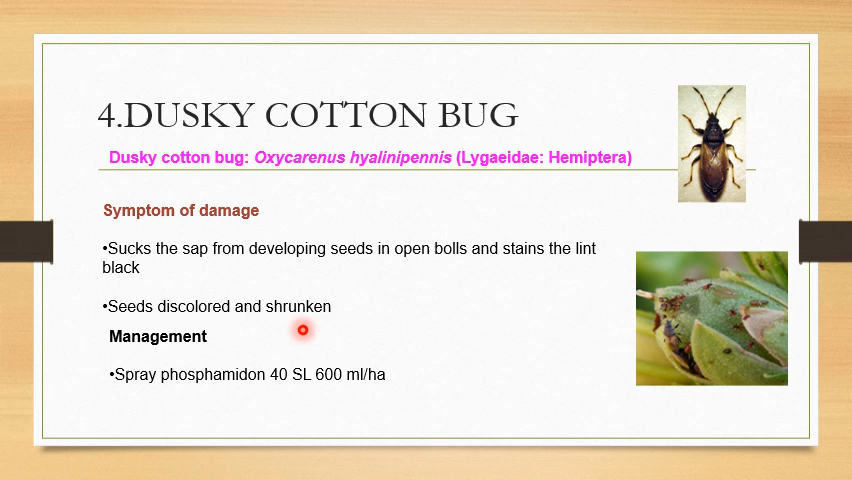 4.DUSKY COTTON BUG
Dusky cotton bug: Oxycarenus hyalinipennis (Lygaeidae: Hemiptera)
Symptom of damage
•Sucks the sap from developing seeds in open bolls and stains the lint
black
•Seeds discolored and shrunken
Management
•Spray phosphamidon 40 SL 600 ml/ha